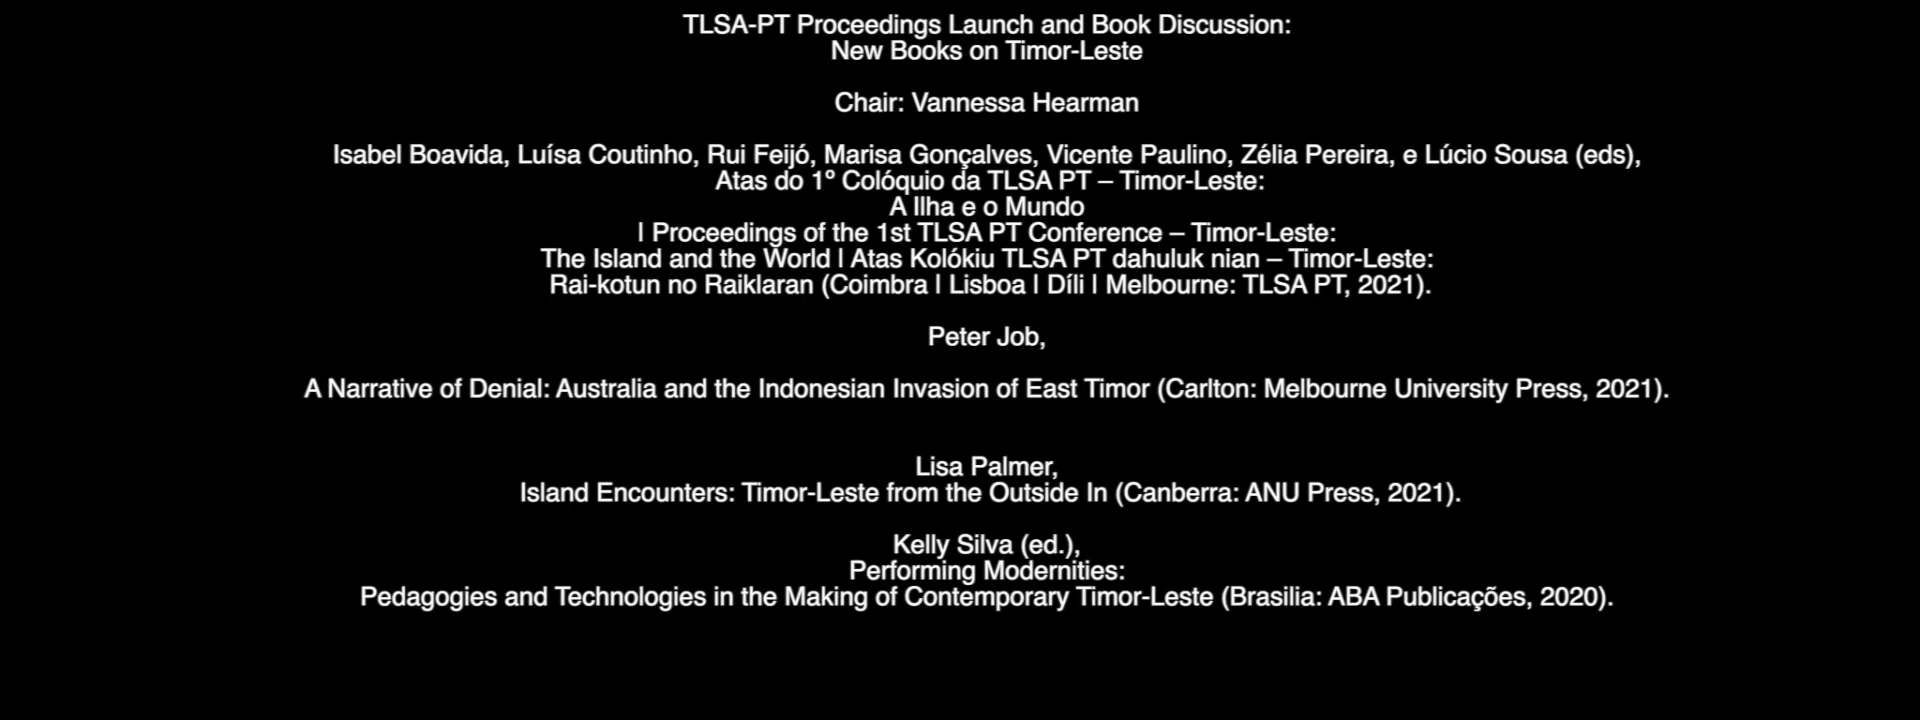 TLSA-PT Proceedings Launch and Book Discussion:
New Books on Timor-Leste
Chair: Vannessa Hearman
Isabel Boavida, Luísa Coutinho, Rui Feijó, Marisa Gonçalves, Vicente Paulino, Zélia Pereira, e Lúcio Sousa (eds),
Atas do 1º Colóquio da TLSA PT – Timor-Leste:
A Ilha e o Mundo
| Proceedings of the 1st TLSA PT Conference – Timor-Leste:
The Island and the World | Atas Kolókiu TLSA PT dahuluk nian – Timor-Leste:
Rai-kotun no Raiklaran (Coimbra | Lisboa | Díli | Melbourne: TLSA PT, 2021).
Peter Job,
A Narrative of Denial: Australia and the Indonesian Invasion of East Timor (Carlton: Melbourne University Press, 2021).
Lisa Palmer,
Island Encounters: Timor-Leste from the Outside In (Canberra: ANU Press, 2021).
Kelly Silva (ed.),
Performing Modernities:
Pedagogies and Technologies in the Making of Contemporary Timor-Leste (Brasilia: ABA Publicações, 2020).